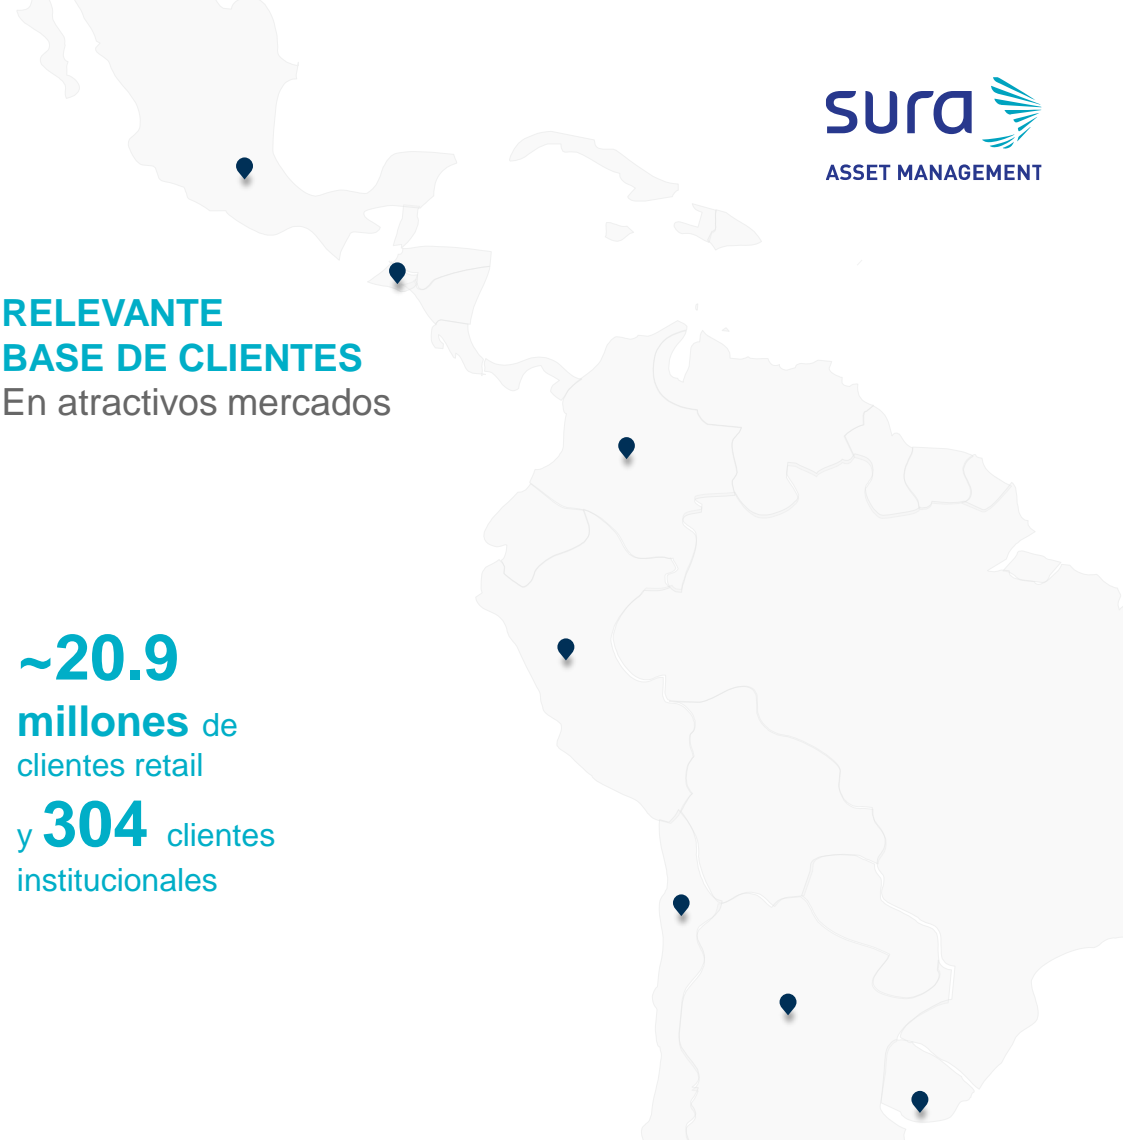 sura
ASSET MANAGEMENT
RELEVANTE
BASE DE CLIENTES
En atractivos mercados
~20.9
millones de
clientes retail
y 304 clientes
institucionales